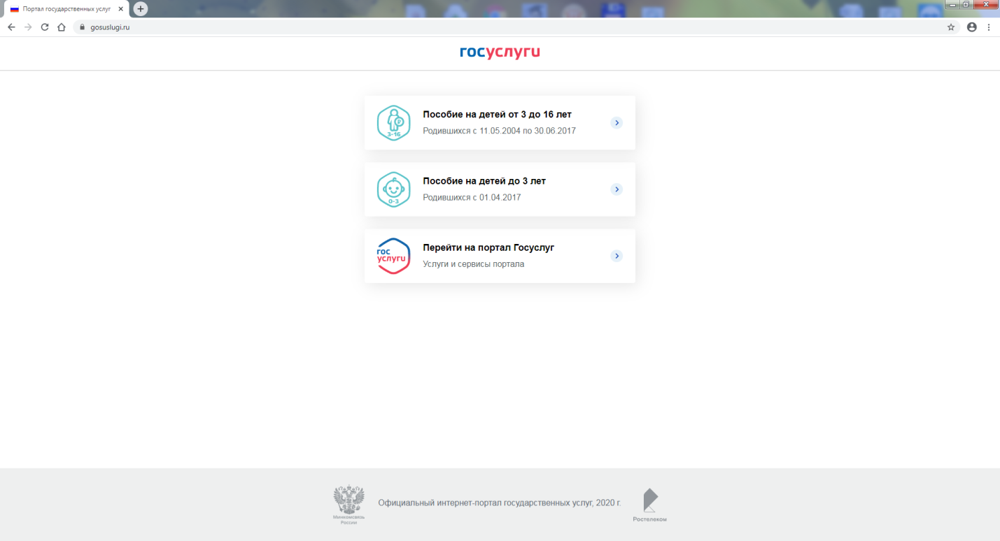 Портал государственных услуг
gosuslugi.ru
госуслуги
Пособие на детей от 3 до 16 лет
Родившихся с 11.05.2004 по 30.06.2017
3-16
Пособие на детей до 3 лет
Родившихся с 01.04.2017
0-3
гос
услуги
Перейти на портал Госуслуг
Услуги и сервисы портала
Минкомсвязь
России
Официальный интернет-портал государственных услуг, 2020 г.
Ростелеком